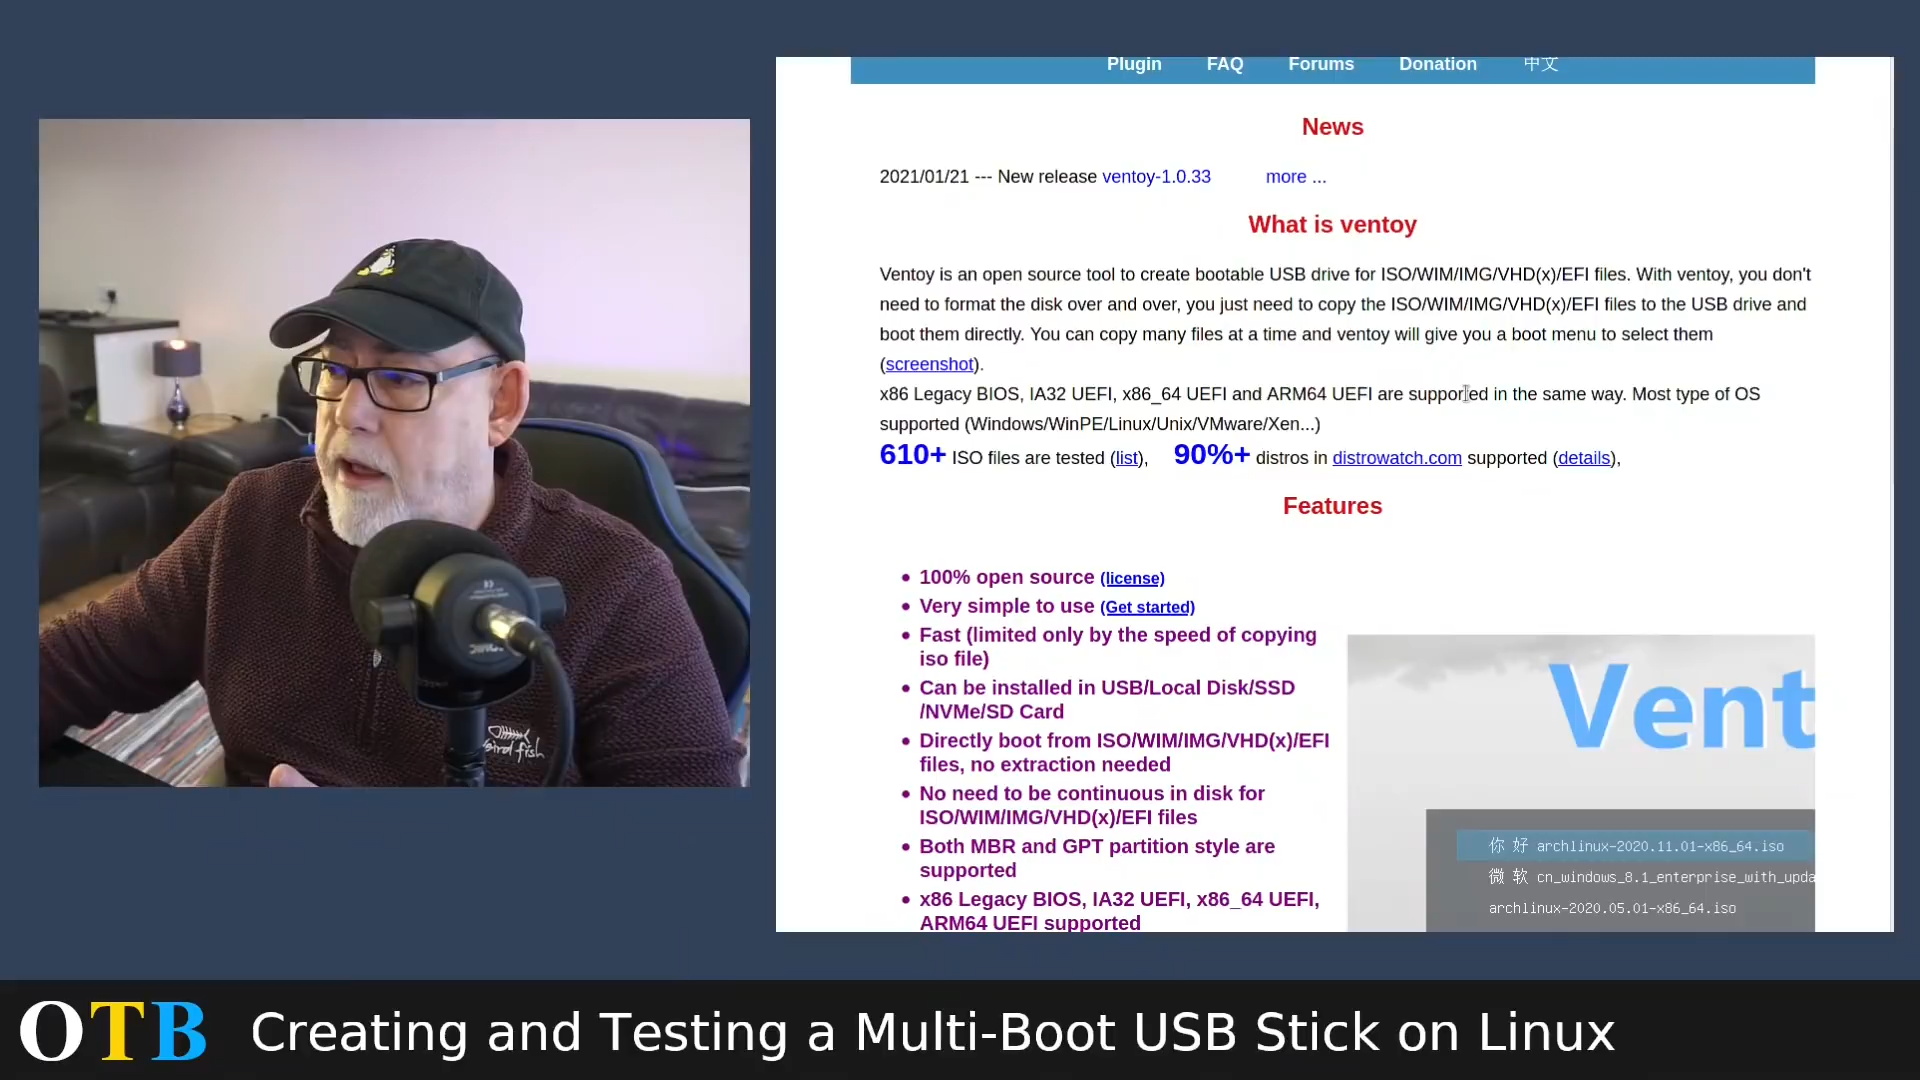 Plugin FAQ Forums Donation 中文
News
2021/01/21 --- New release ventoy-1.0.33 more ...
What is ventoy
Ventoy is an open source tool to create bootable USB drive for ISO/WIM/IMG/VHD(x)/EFI files. With ventoy, you don't
need to format the disk over and over, you just need to copy the ISO/WIM/IMG/VHD(x)/EFI files to the USB drive and
boot them directly. You can copy many files at a time and ventoy will give you a boot menu to select them
(screenshot).
x86 Legacy BIOS, IA32 UEFI, x86_64 UEFI and ARM64 UEFI are supported in the same way. Most type of OS
supported (Windows/WinPE/Linux/Unix/VMware/Xen...)
610+ ISO files are tested (list), 90%+ distros in distrowatch.com supported (details),
Features
• 100% open source (license)
• Very simple to use (Get started)
• Fast (limited only by the speed of copying
iso file)
• Can be installed in USB/Local Disk/SSD
/NVMe/SD Card
• Directly boot from ISO/WIM/IMG/VHD(x)/EFI
files, no extraction needed
• No need to be continuous in disk for
ISO/WIM/IMG/VHD(x)/EFI files
• Both MBR and GPT partition style are
supported
• x86 Legacy BIOS, IA32 UEFI, x86_64 UEFI,
ARM64 UEFI supported
Vent
你好 archlinux-2020.11.01-x86_64.iso
微软 cn_windows_8.1_enterprise_with_upda
archlinux-2020.05.01-x86_64.iso
weird fish
OTB Creating and Testing a Multi-Boot USB Stick on Linux